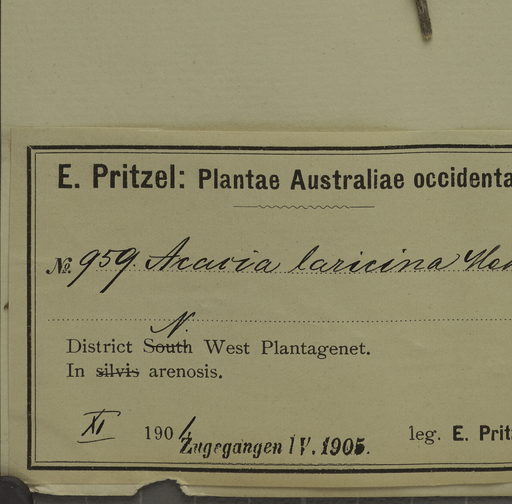 E. Pritzel: Plantae Australiae occidenta
№ 959. Acacia laricina
N.
District South West Plantagenet.
In silvis arenosis.
XI 1901 leg. E. Prit
Zugegangen IV. 1905.